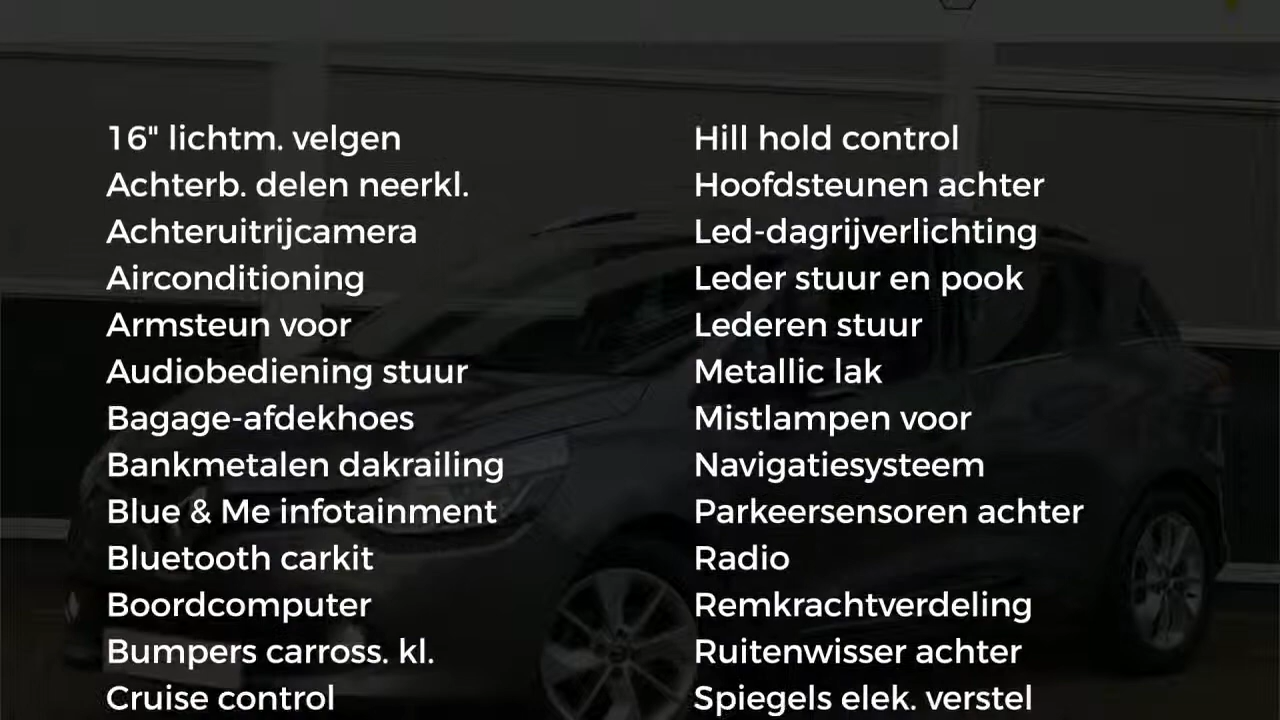 16" lichtm. velgen
Achterb. delen neerkl.
Achteruitrijcamera
Airconditioning
Armsteun voor
Audiobediening stuur
Bagage-afdekhoes
Bankmetalen dakrailing
Blue & Me infotainment
Bluetooth carkit
Boordcomputer
Bumpers carross. kl.
Cruise control
Hill hold control
Hoofdsteunen achter
Led-dagrijverlichting
Leder stuur en pook
Lederen stuur
Metallic lak
Mistlampen voor
Navigatiesysteem
Parkeersensoren achter
Radio
Remkrachtverdeling
Ruitenwisser achter
Spiegels elek. verstel